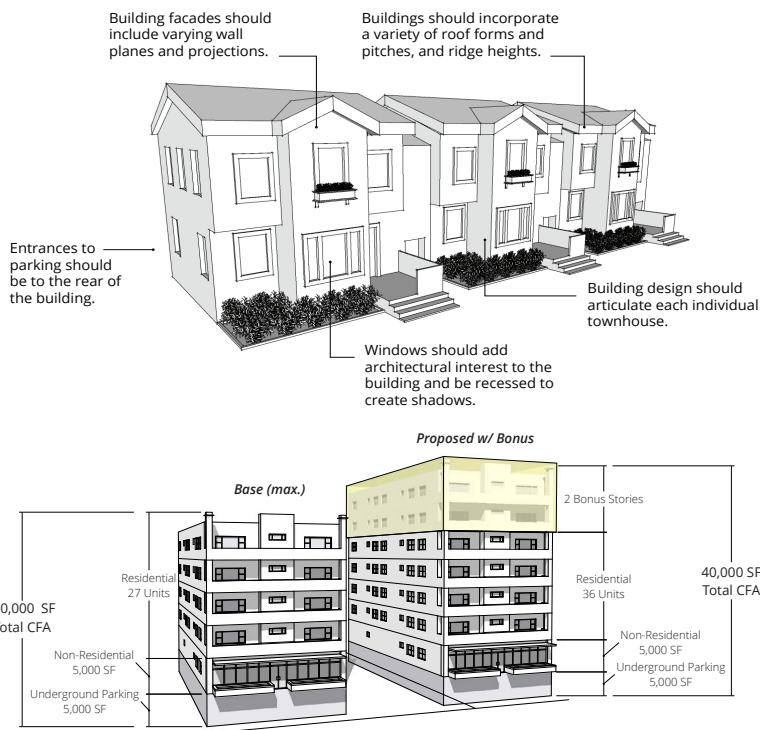 Building facades should
include varying wall
planes and projections.
Buildings should incorporate
a variety of roof forms and
pitches, and ridge heights.
Entrances to
parking should
be to the rear of
the building.
Building design should
articulate each individual
townhouse.
Windows should add
architectural interest to the
building and be recessed to
create shadows.
Proposed w/ Bonus
Base (max.)
2 Bonus Stories
Residential
27 Units
0,000 SF
otal CFA
Non-Residential
5,000 SF
Underground Parking
5,000 SF
Residential
36 Units
40,000 SF
Total CFA
Non-Residential
5,000 SF
Underground Parking
5,000 SF